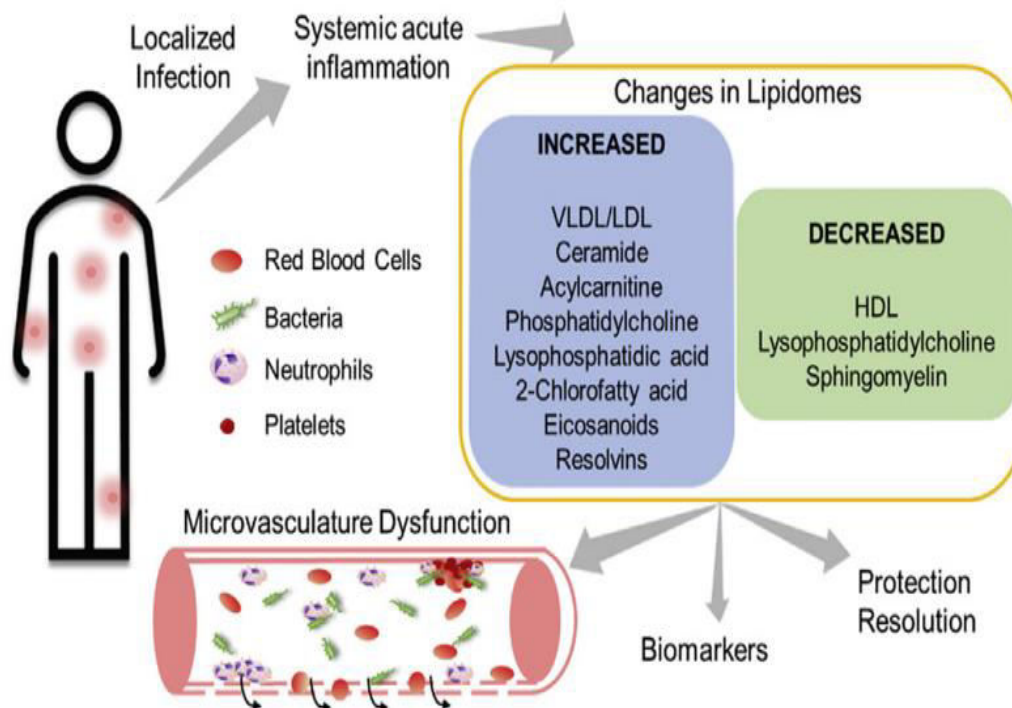 Localized
Infection
Systemic acute
inflammation
Changes in Lipidomes
INCREASED
VLDL/LDL
Ceramide
Acylcarnitine
Phosphatidylcholine
Lysophosphatidic acid
2-Chlorofatty acid
Eicosanoids
Resolvins
DECREASED
HDL
Lysophosphatidylcholine
Sphingomyelin
Red Blood Cells
Bacteria
Neutrophils
Platelets
Microvasculature Dysfunction
Biomarkers
Protection
Resolution